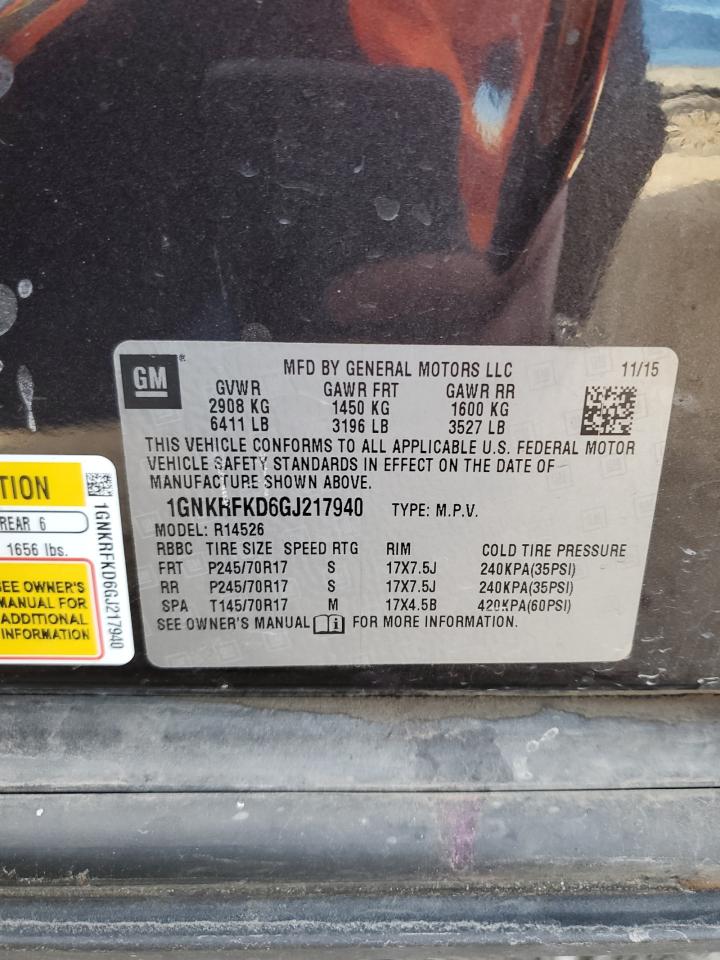 GM ®
MFD BY GENERAL MOTORS LLC 11/15
GVWR GAWR FRT GAWR RR
2908 KG 1450 KG 1600 KG
6411 LB 3196 LB 3527 LB
THIS VEHICLE CONFORMS TO ALL APPLICABLE U.S. FEDERAL MOTOR
VEHICLE SAFETY STANDARDS IN EFFECT ON THE DATE OF
MANUFACTURE SHOWN ABOVE.
1GNKRFKD6GJ217940 TYPE: M.P.V.
MODEL: R14526
RBBC TIRE SIZE SPEED RTG RIM COLD TIRE PRESSURE
FRT P245/70R17 S 17X7.5J 240KPA(35PSI)
RR P245/70R17 S 17X7.5J 240KPA(35PSI)
SPA T145/70R17 M 17X4.5B 420KPA(60PSI)
SEE OWNER'S MANUAL i FOR MORE INFORMATION.
TION
REAR 6
1656 lbs.
SEE OWNER'S
MANUAL FOR
ADDITIONAL
INFORMATION
1GNKRFKD6GJ217940